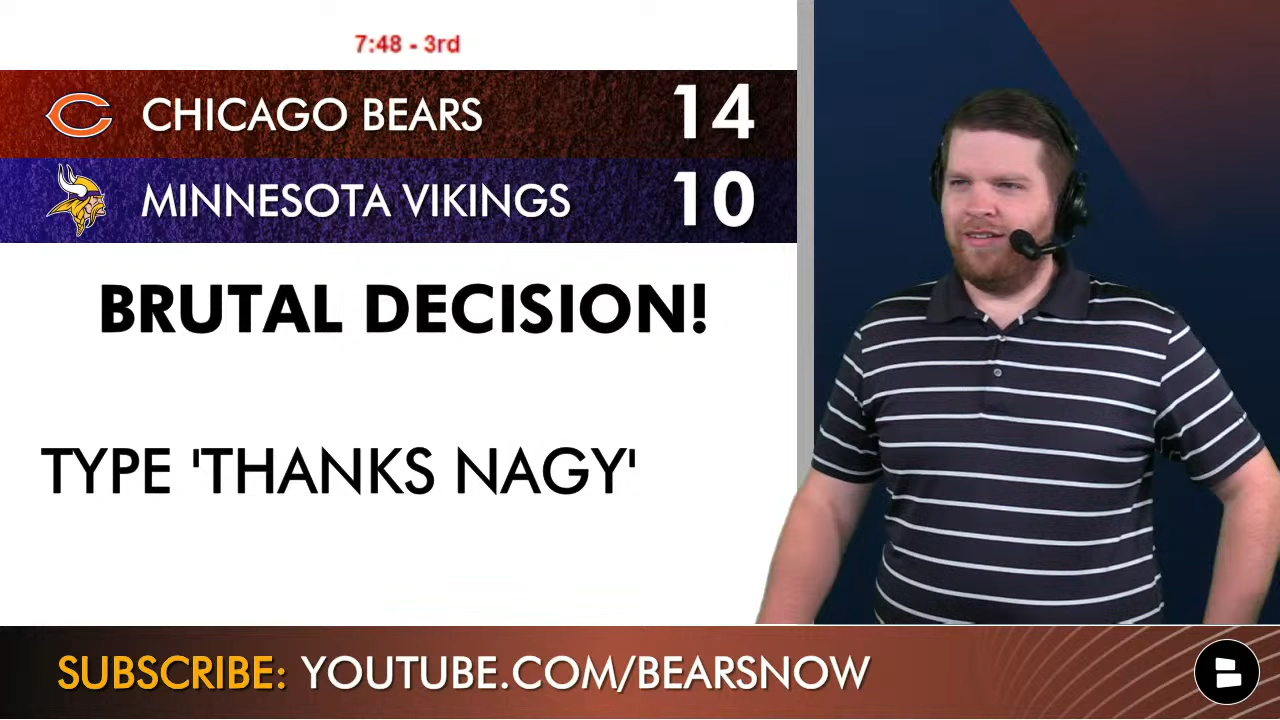 7:48 - 3rd
CHICAGO BEARS 14
MINNESOTA VIKINGS 10
BRUTAL DECISION!
TYPE 'THANKS NAGY'
SUBSCRIBE: YOUTUBE.COM/BEARSNOW